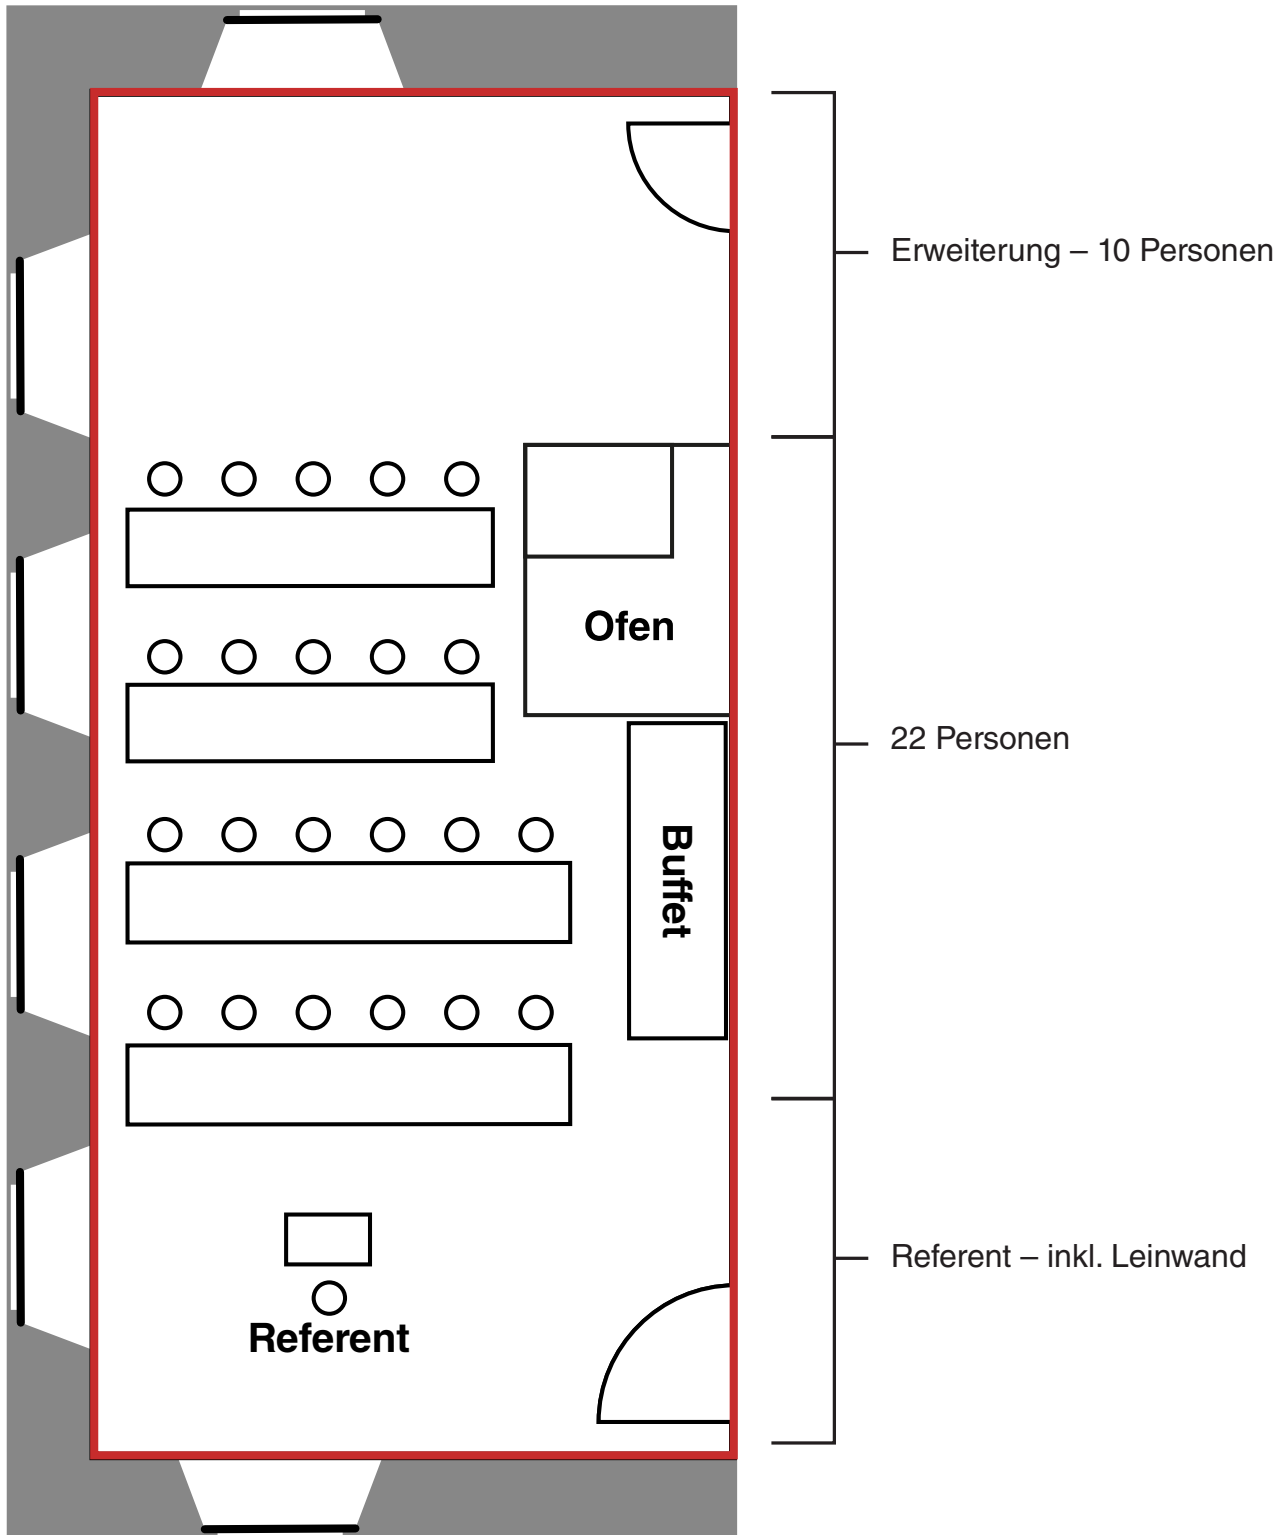 Erweiterung – 10 Personen
Ofen
22 Personen
Buffet
Referent – inkl. Leinwand
Referent